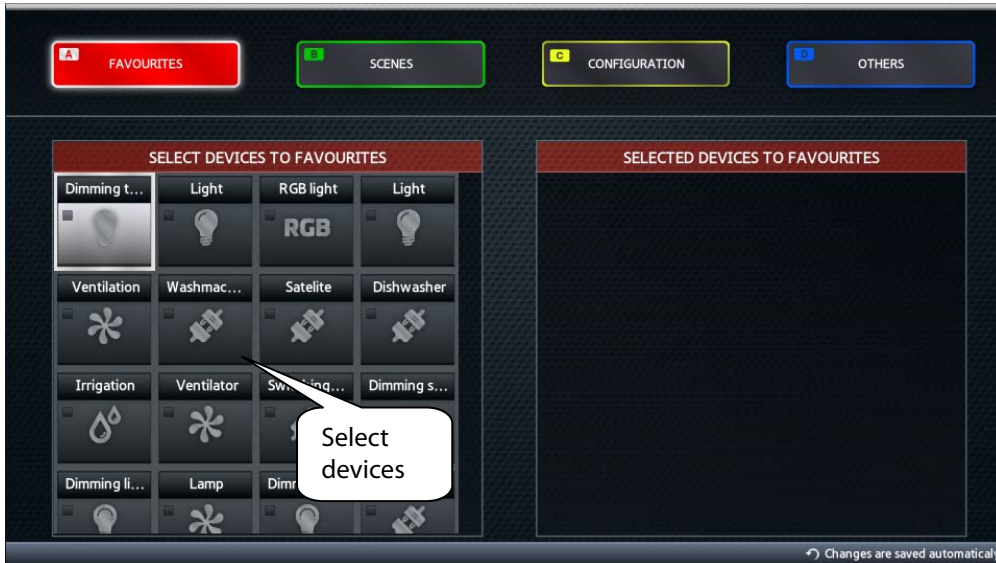 A FAVOURITES
B SCENES
C CONFIGURATION
D OTHERS
SELECT DEVICES TO FAVOURITES
SELECTED DEVICES TO FAVOURITES
Dimming t... Light RGB light Light
RGB
Ventilation Washmac... Satelite Dishwasher
Irrigation Ventilator Dimming s...
Select
devices
Dimming li... Lamp
Changes are saved automaticaly